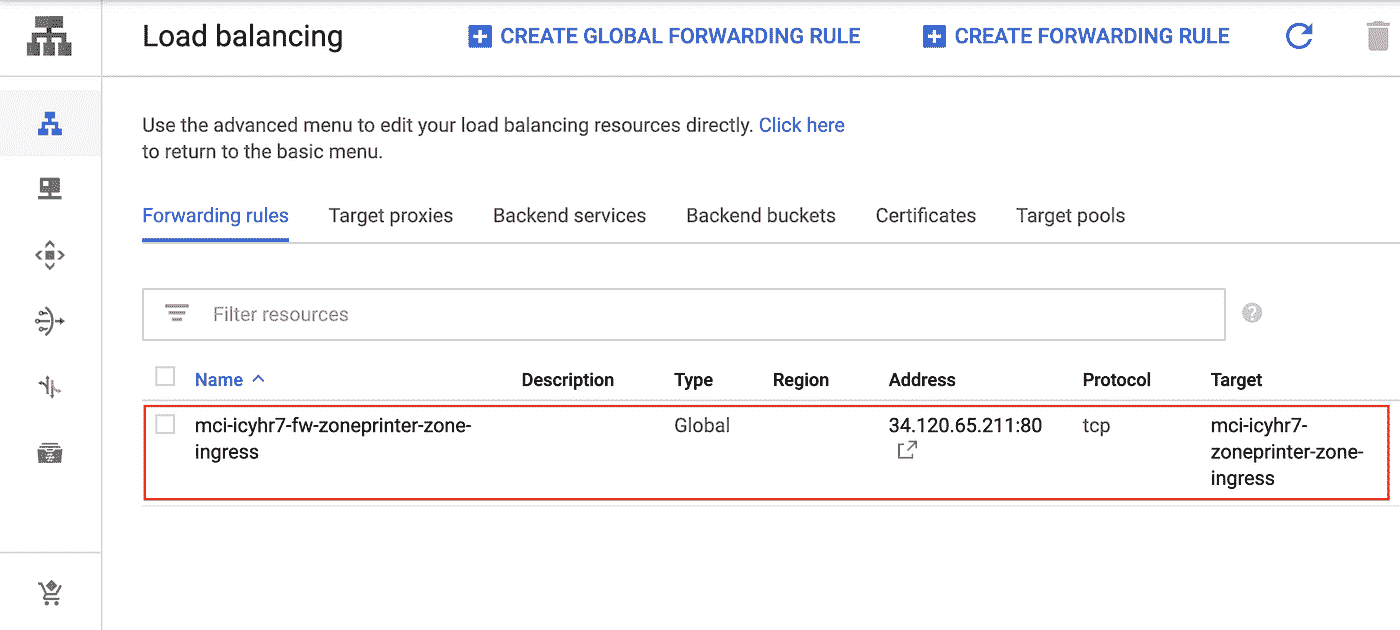 Load balancing
CREATE GLOBAL FORWARDING RULE
CREATE FORWARDING RULE
Use the advanced menu to edit your load balancing resources directly. Click here
to return to the basic menu.
Forwarding rules Target proxies Backend services Backend buckets Certificates Target pools
Filter resources
?
Name Description Type Region Address Protocol Target
mci-icyhr7-fw-zoneprinter-zone- Global 34.120.65.211:80 tcp mci-icyhr7-
ingress zoneprinter-zone-
ingress